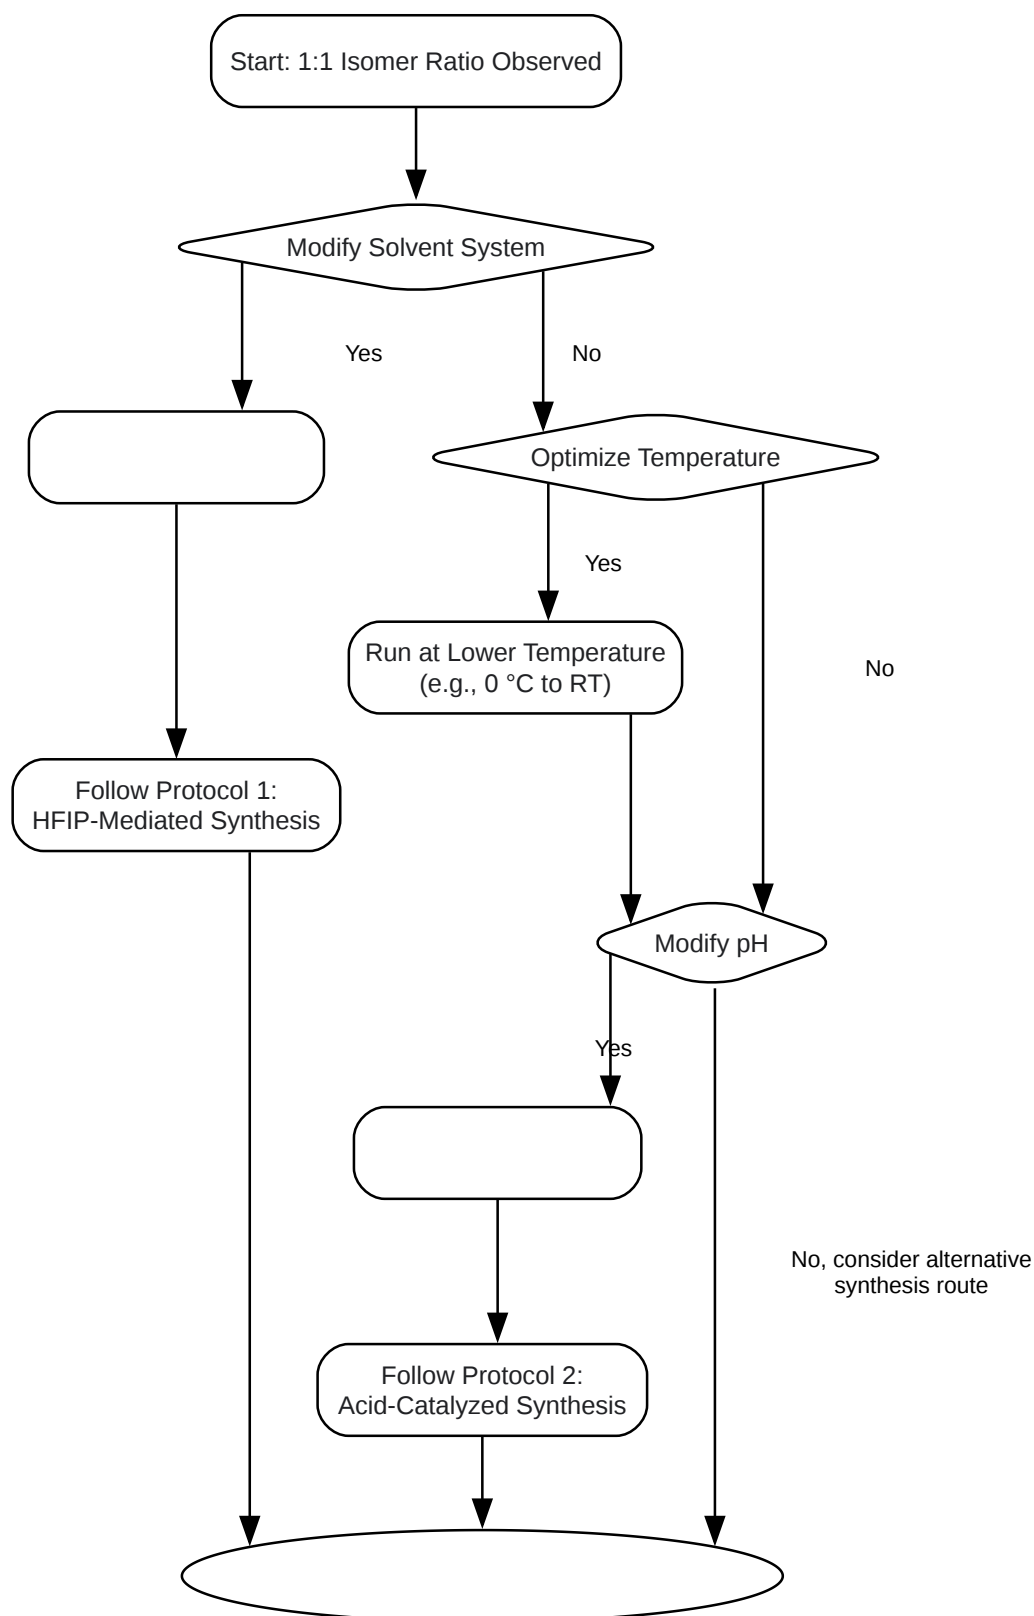 Start: 1:1 Isomer Ratio Observed
Modify Solvent System
Yes
No
Optimize Temperature
Yes
Run at Lower Temperature
(e.g., 0 °C to RT)
No
Follow Protocol 1:
HFIP-Mediated Synthesis
Modify pH
Yes
No, consider alternative
synthesis route
Follow Protocol 2:
Acid-Catalyzed Synthesis